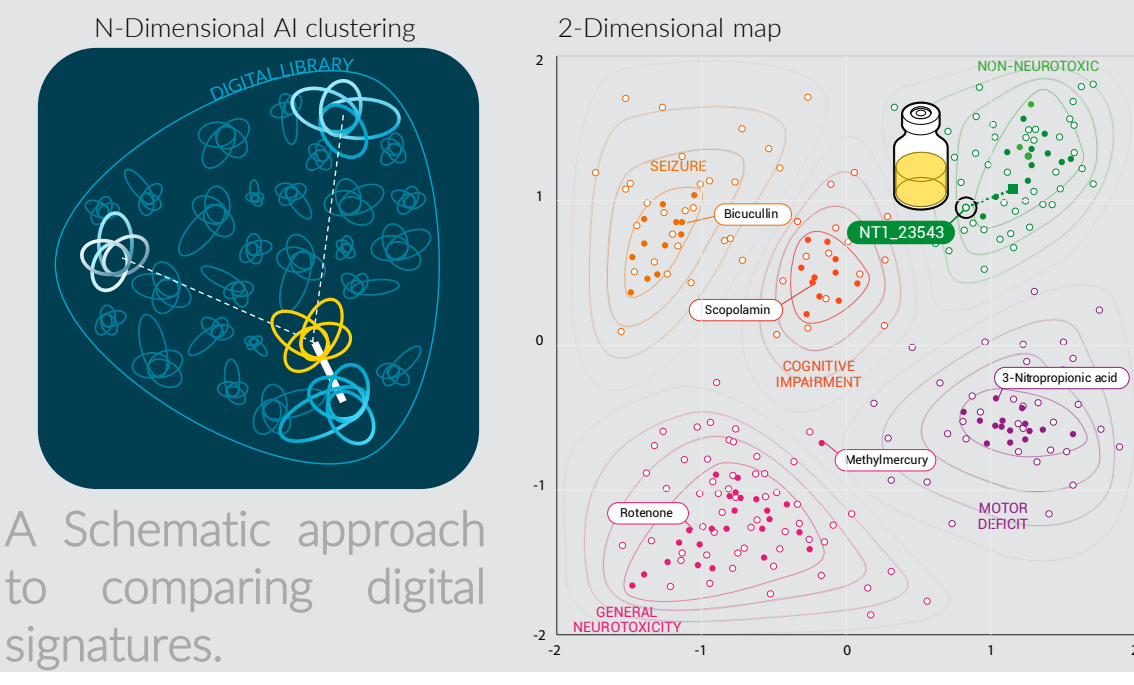 N-Dimensional AI clustering
DIGITAL LIBRARY
A Schematic approach
to comparing digital
signatures.
2-Dimensional map
2
1
0
-1
-2
-2
-1
0
1
2
NON-NEUROTOXIC
SEIZURE
Bicucullin
NT1_23543
Scopolamin
COGNITIVE
IMPAIRMENT
3-Nitropropionic acid
Methylmercury
Rotenone
MOTOR
DEFICIT
GENERAL
NEUROTOXICITY